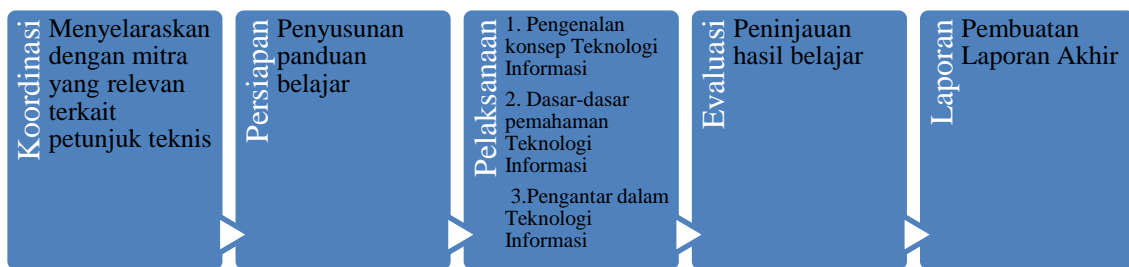 Koordinasi
Menyelaraskan
dengan mitra
yang relevan
terkait
petunjuk teknis
Persiapan
Penyusunan
panduan
belajar
Pelaksanaan
1. Pengenalan
konsep Teknologi
Informasi
2. Dasar-dasar
pemahaman
Teknologi
Informasi
3.Pengantar dalam
Teknologi
Informasi
Evaluasi
Peninjauan
hasil belajar
Laporan
Pembuatan
Laporan Akhir